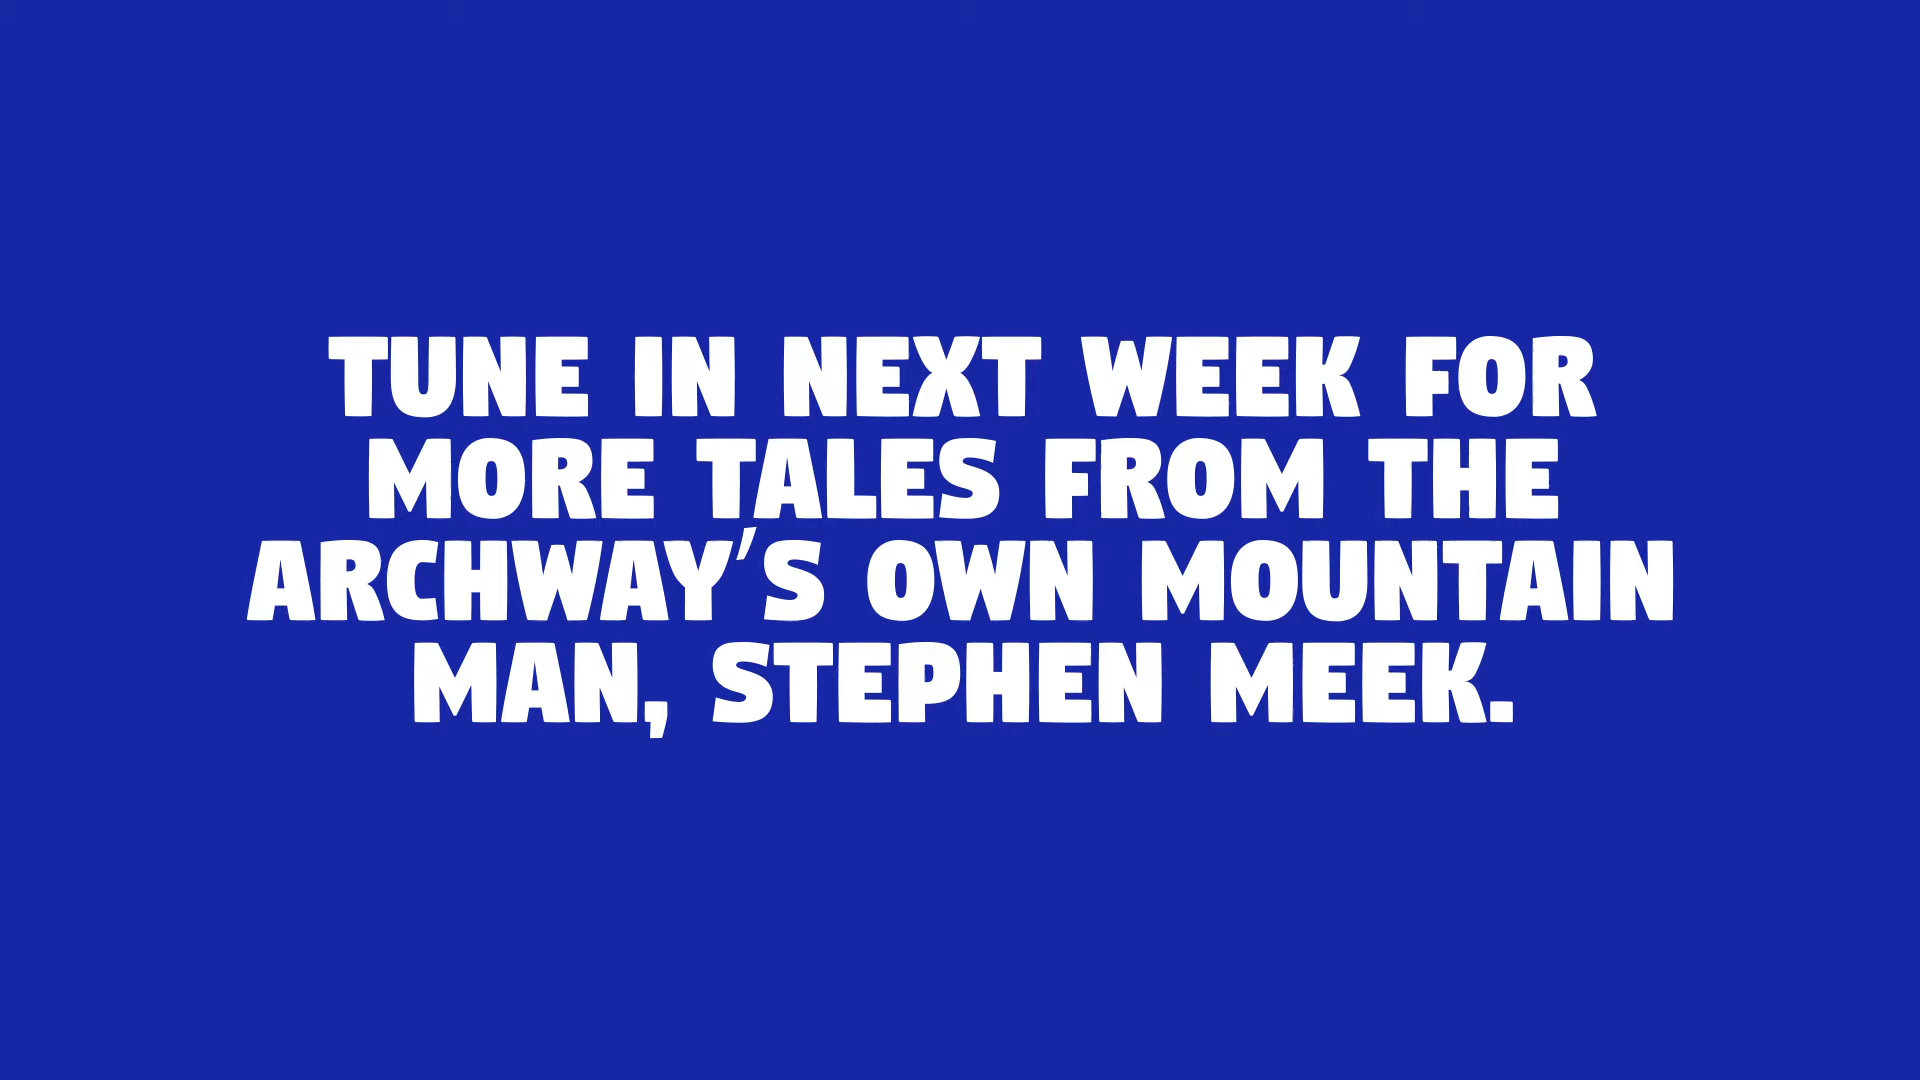 TUNE IN NEXT WEEK FOR
MORE TALES FROM THE
ARCHWAY'S OWN MOUNTAIN
MAN, STEPHEN MEEK.